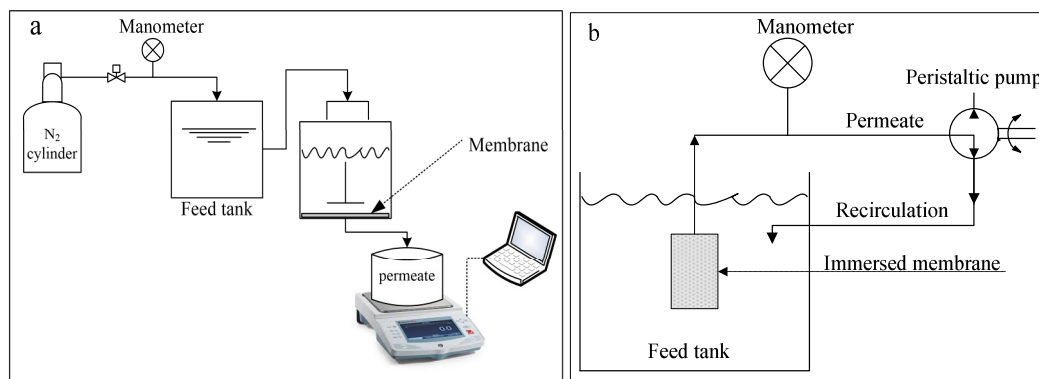 a
Manometer
N2
cylinder
Feed tank
Membrane
permeate
0.0
b
Manometer
Peristaltic pump
Permeate
Recirculation
Immersed membrane
Feed tank